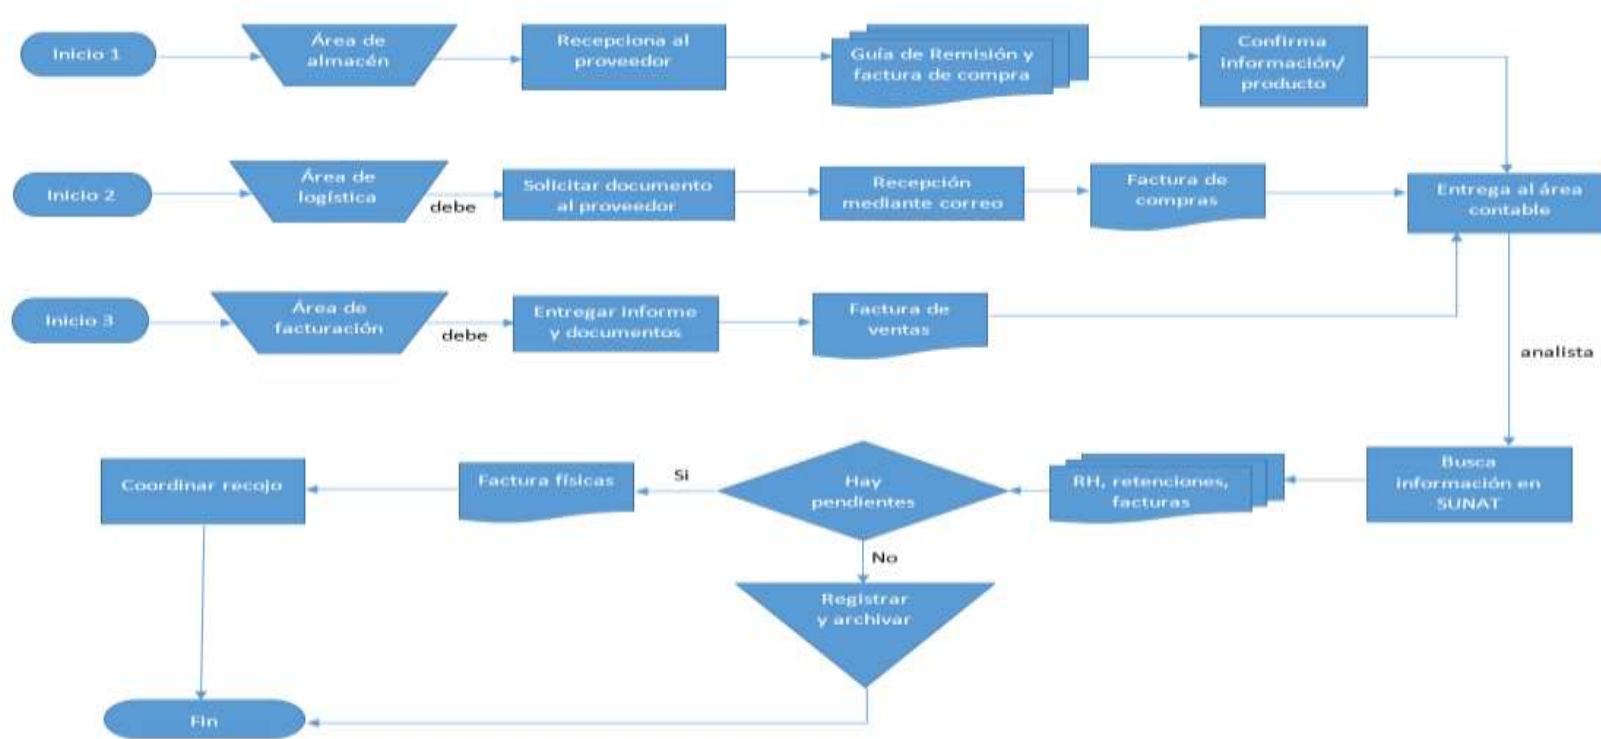 Inicio 1
Área de
almacén
Recepciona al
proveedor
Guía de Remisión y
factura de compra
Confirma
información/
producto
Inicio 2
Área de
logística
debe
Solicitar documento
al proveedor
Recepción
mediante correo
Factura de
compras
Entrega al área
contable
Inicio 3
Área de
facturación
debe
Entregar informe
y documentos
Factura de
ventas
analista
Coordinar recojo
Factura físicas
Si
Hay
pendientes
RH, retenciones,
facturas
Busca
información en
SUNAT
No
Registrar
y archivar
Fin